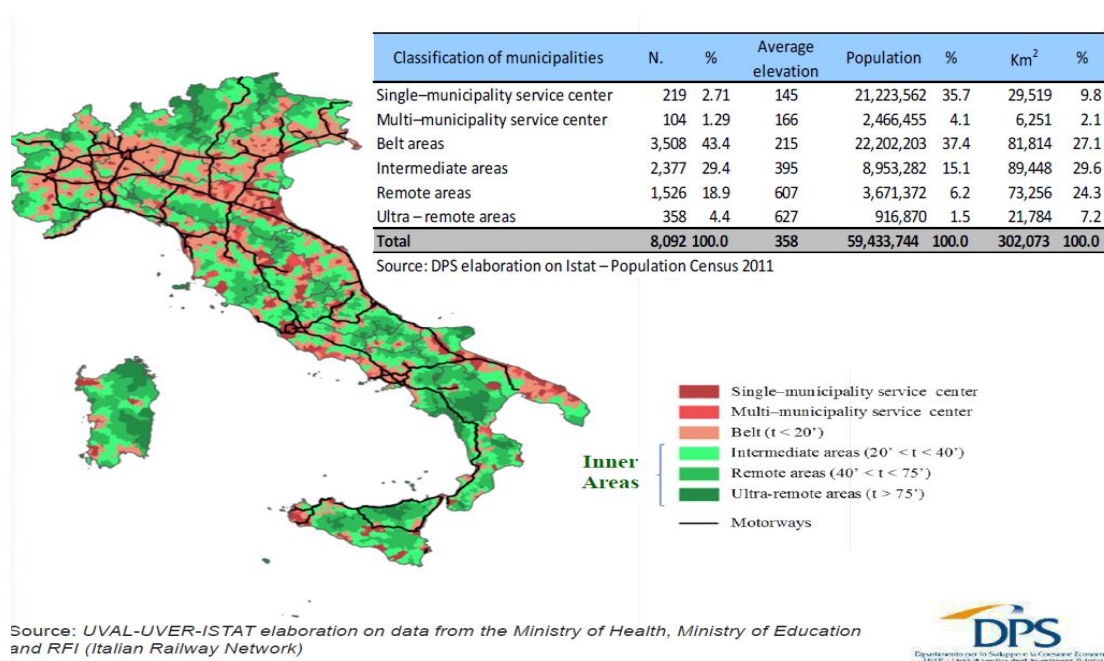 Classification of municipalities N. % Average elevation Population % Km² %
Single–municipality service center 219 2.71 145 21,223,562 35.7 29,519 9.8
Multi–municipality service center 104 1.29 166 2,466,455 4.1 6,251 2.1
Belt areas 3,508 43.4 215 22,202,203 37.4 81,814 27.1
Intermediate areas 2,377 29.4 395 8,953,282 15.1 89,448 29.6
Remote areas 1,526 18.9 607 3,671,372 6.2 73,256 24.3
Ultra – remote areas 358 4.4 627 916,870 1.5 21,784 7.2
Total 8,092 100.0 358 59,433,744 100.0 302,073 100.0
Source: DPS elaboration on Istat – Population Census 2011
Single–municipality service center
Multi–municipality service center
Belt (t < 20’)
Inner Areas
Intermediate areas (20’ < t < 40’)
Remote areas (40’ < t < 75’)
Ultra-remote areas (t > 75’)
Motorways
Source: UVAL-UVER-ISTAT elaboration on data from the Ministry of Health, Ministry of Education
and RFI (Italian Railway Network)
DPS
Dipartimento per lo Sviluppo e la Coesione Econom